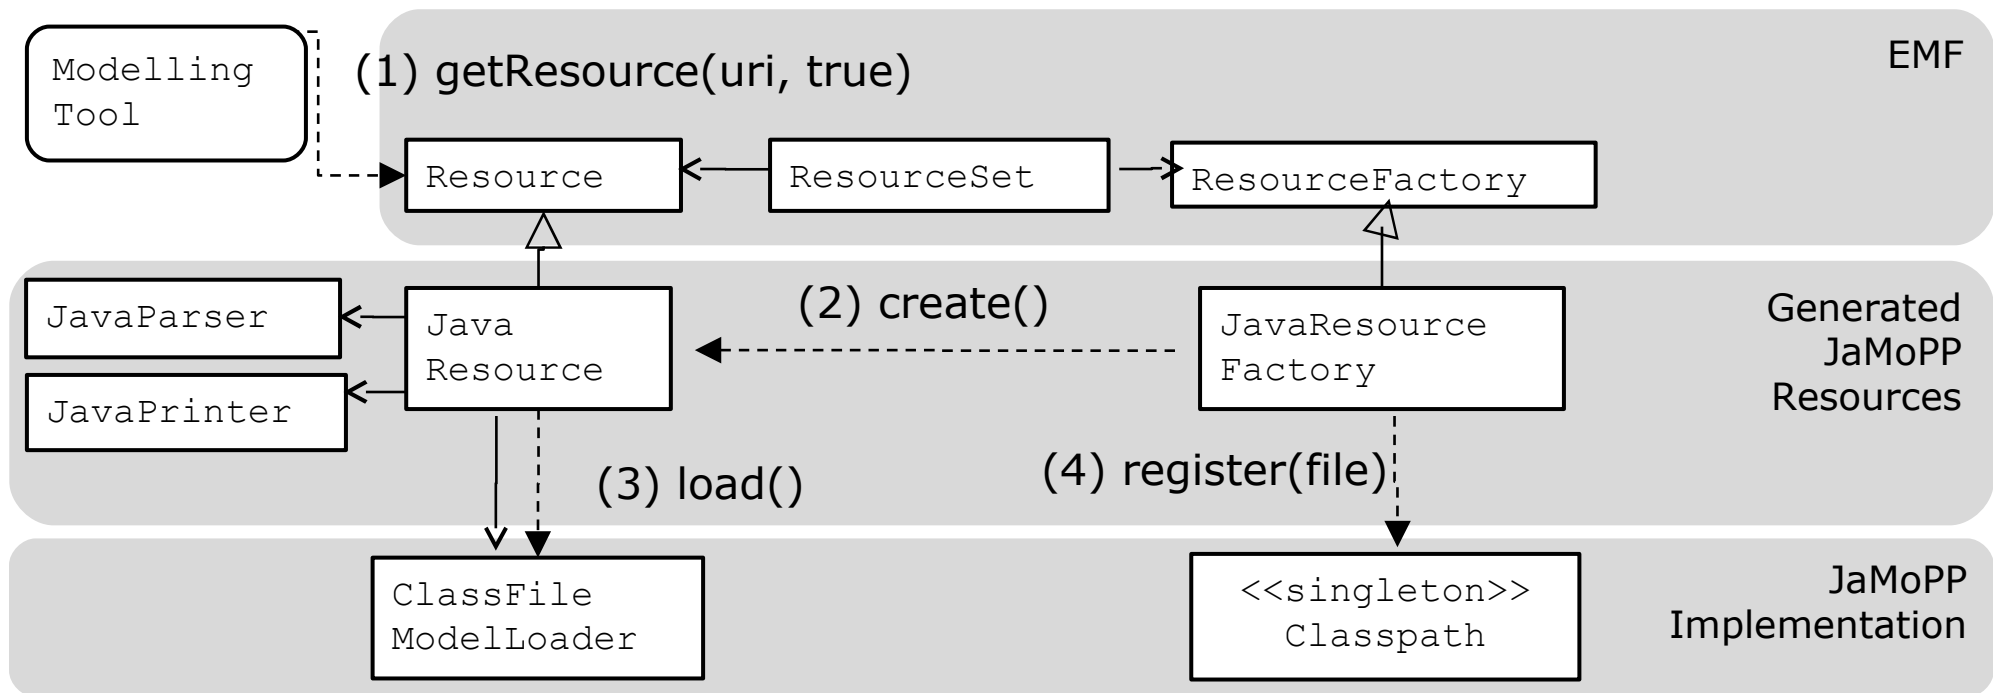 Modelling
Tool
(1) getResource(uri, true)
EMF
Resource
ResourceSet
ResourceFactory
JavaParser
JavaPrinter
Java
Resource
(2) create()
JavaResource
Factory
Generated
JaMoPP
Resources
(3) load()
(4) register(file)
ClassFile
ModelLoader
<<singleton>>
Classpath
JaMoPP
Implementation